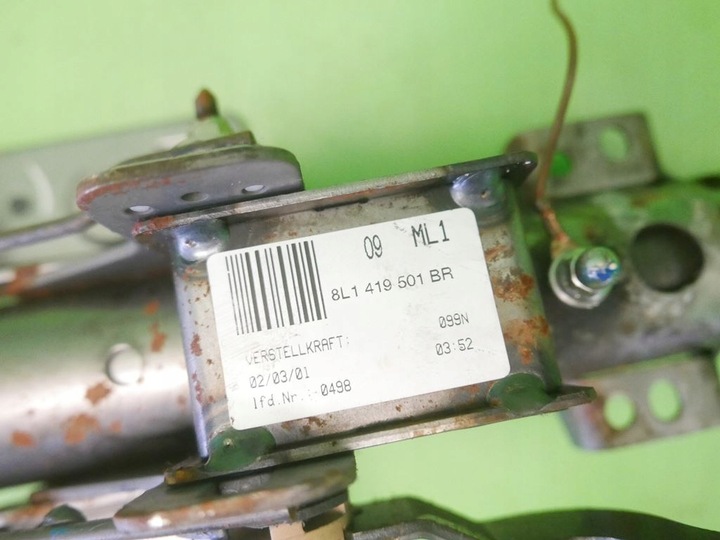 09 ML1
8L1 419 501 BR
VERSTELLKRAFT: 099N
02/03/01 03:52
lfd.Nr.: 0498